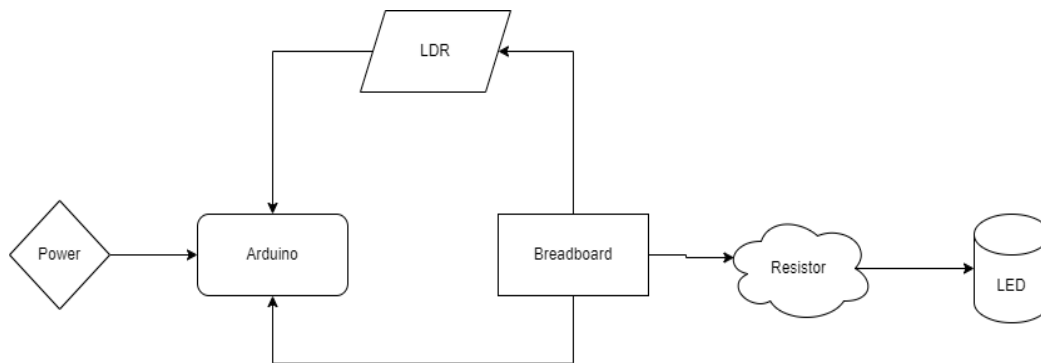 LDR
Power
Arduino
Breadboard
Resistor
LED